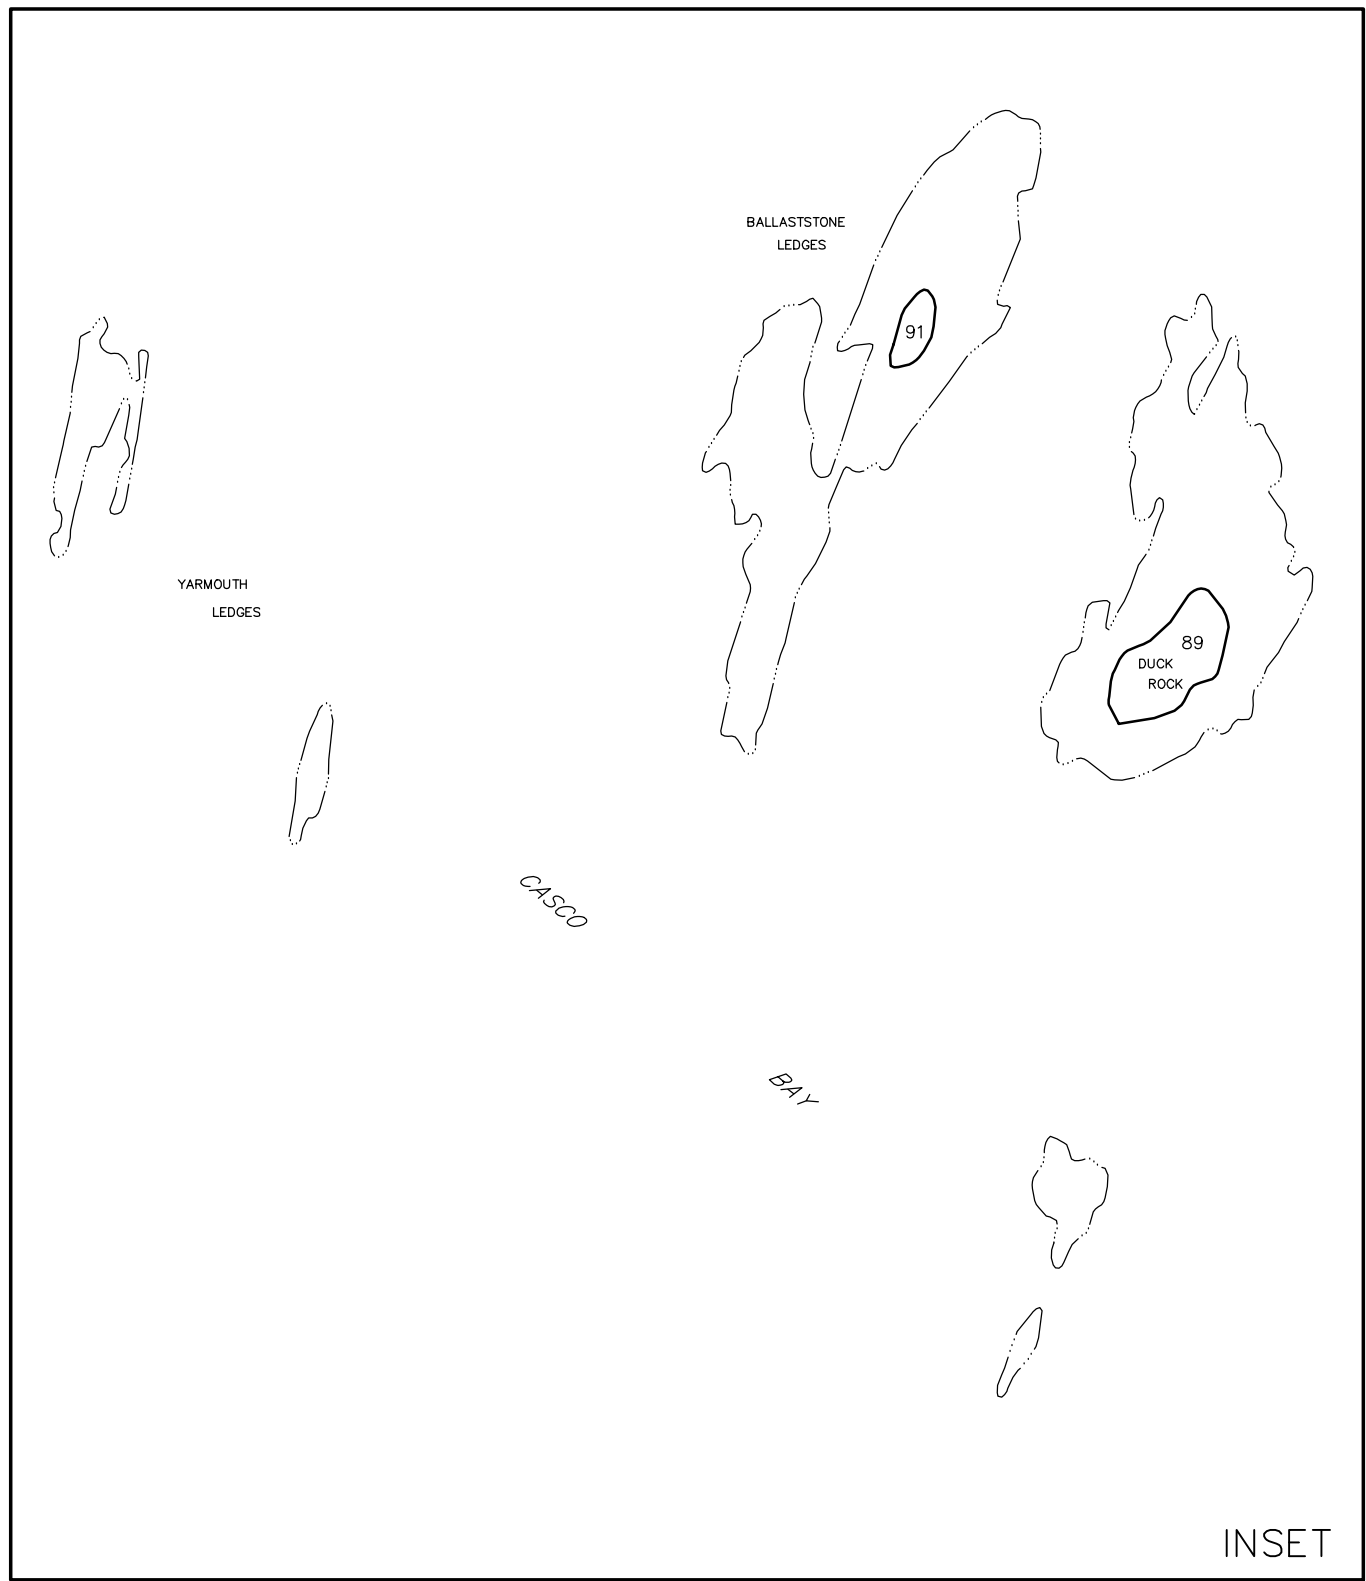 BALLASTSTONE
LEDGES
91
YARMOUTH
LEDGES
89
DUCK
ROCK
CASCO
BAY
INSET